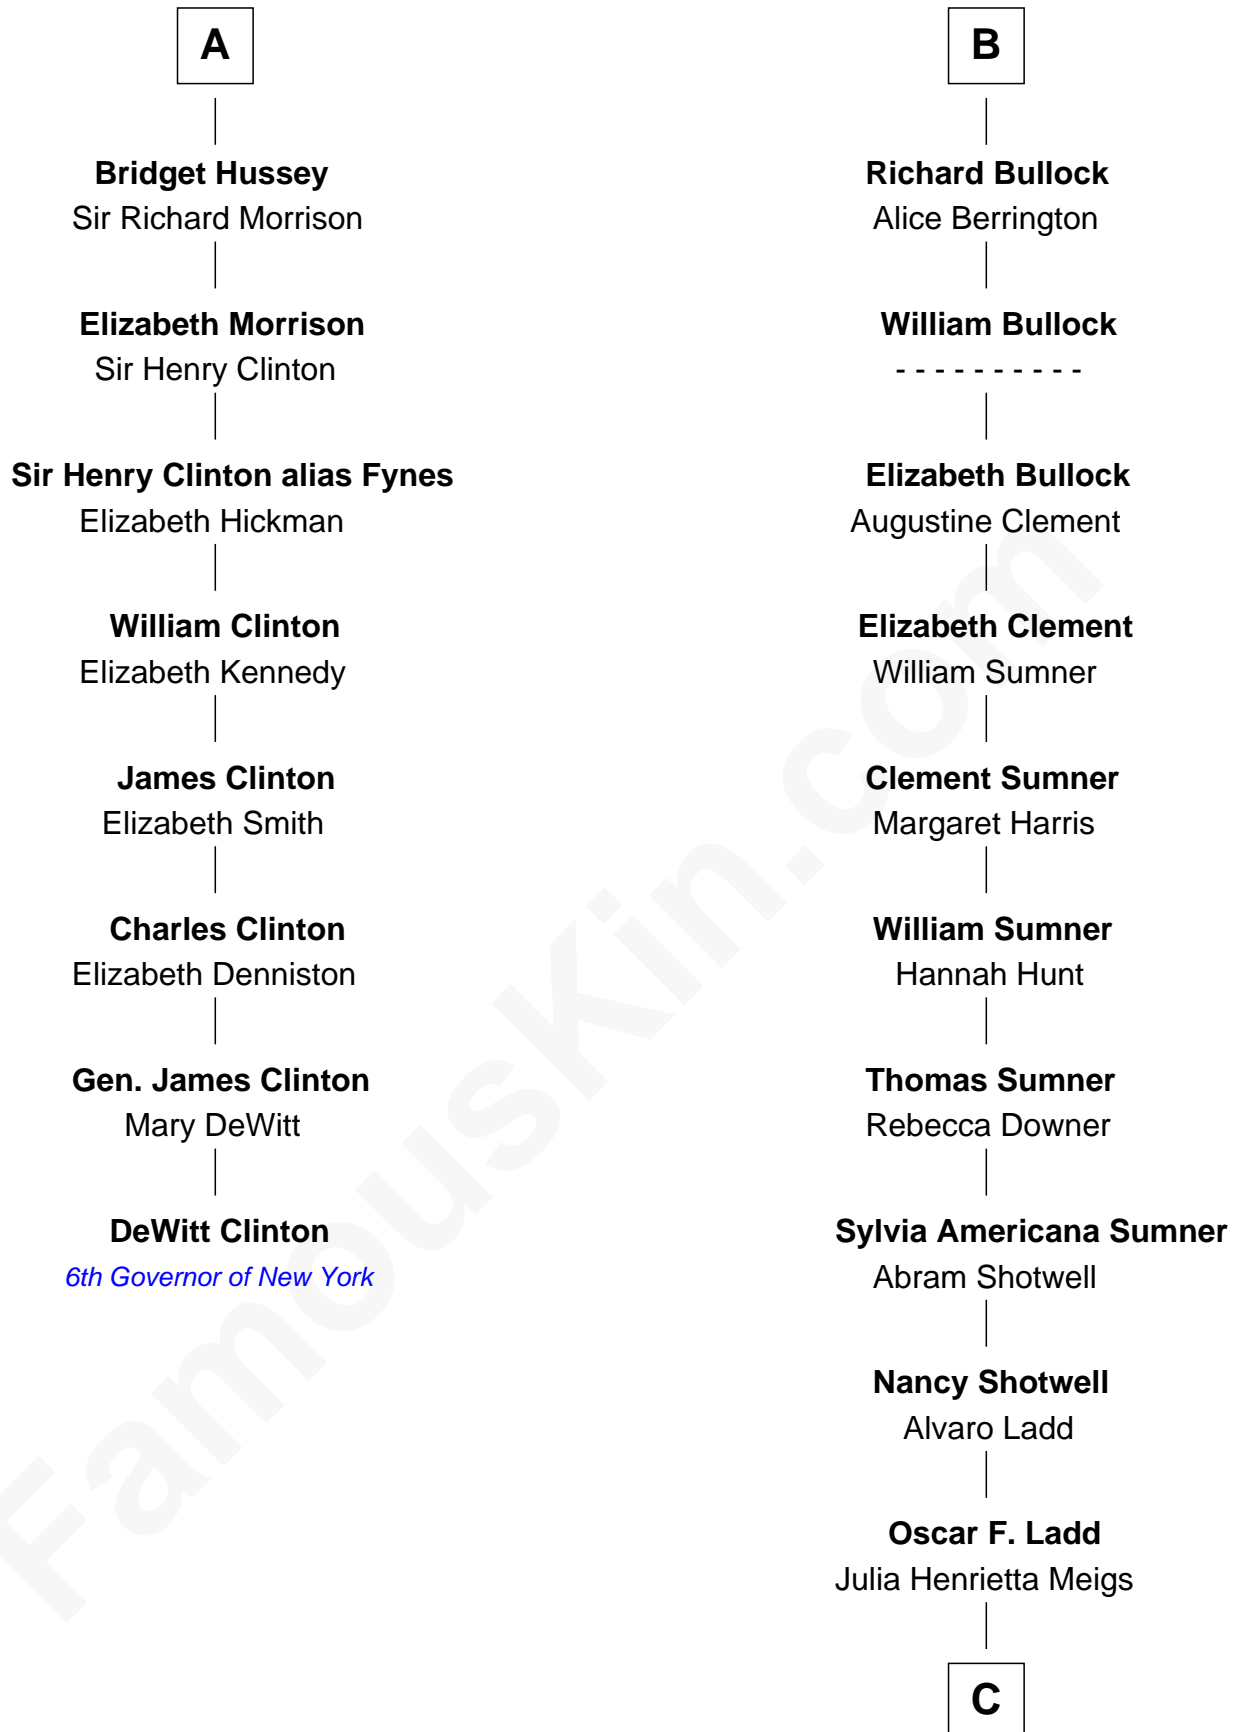 A
Bridget Hussey
Sir Richard Morrison
Elizabeth Morrison
Sir Henry Clinton
Sir Henry Clinton alias Fynes
Elizabeth Hickman
William Clinton
Elizabeth Kennedy
James Clinton
Elizabeth Smith
Charles Clinton
Elizabeth Denniston
Gen. James Clinton
Mary DeWitt
DeWitt Clinton
6th Governor of New York
B
Richard Bullock
Alice Berrington
William Bullock
- - - - - - - - - -
Elizabeth Bullock
Augustine Clement
Elizabeth Clement
William Sumner
Clement Sumner
Margaret Harris
William Sumner
Hannah Hunt
Thomas Sumner
Rebecca Downer
Sylvia Americana Sumner
Abram Shotwell
Nancy Shotwell
Alvaro Ladd
Oscar F. Ladd
Julia Henrietta Meigs
C
FamousKin.com